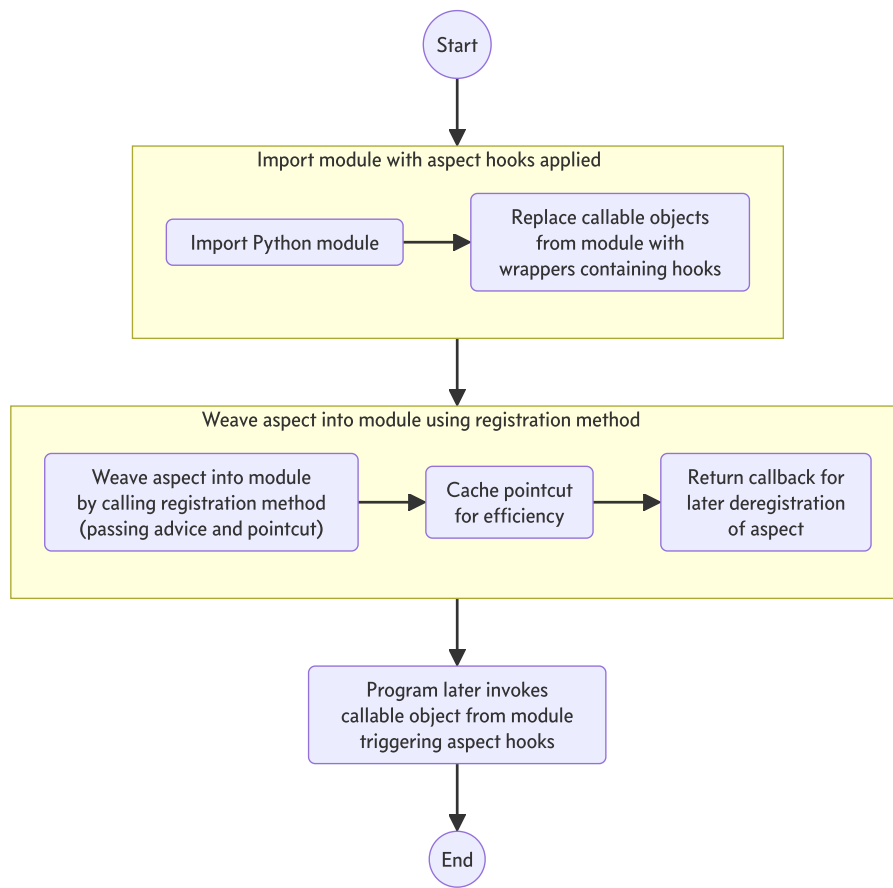 Start
Import module with aspect hooks applied
Import Python module
Replace callable objects
from module with
wrappers containing hooks
Weave aspect into module using registration method
Weave aspect into module
by calling registration method
(passing advice and pointcut)
Cache pointcut
for efficiency
Return callback for
later deregistration
of aspect
Program later invokes
callable object from module
triggering aspect hooks
End